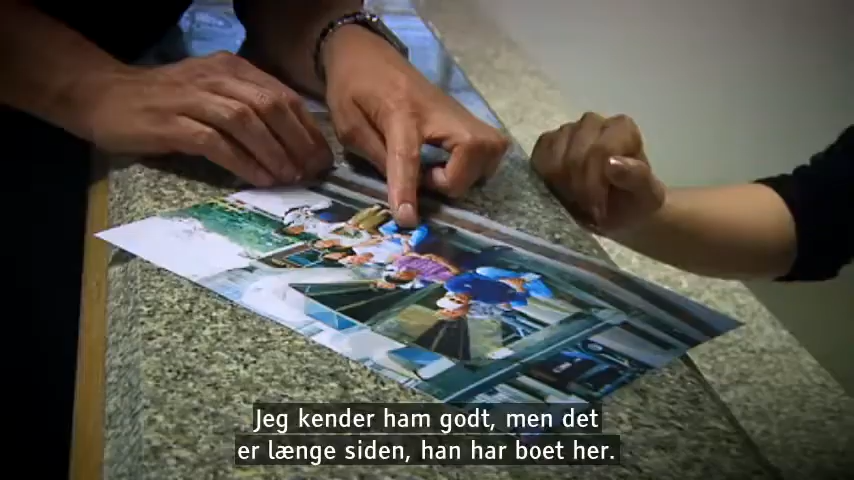 Jeg kender ham godt, men det
er længe siden, han har boet her.